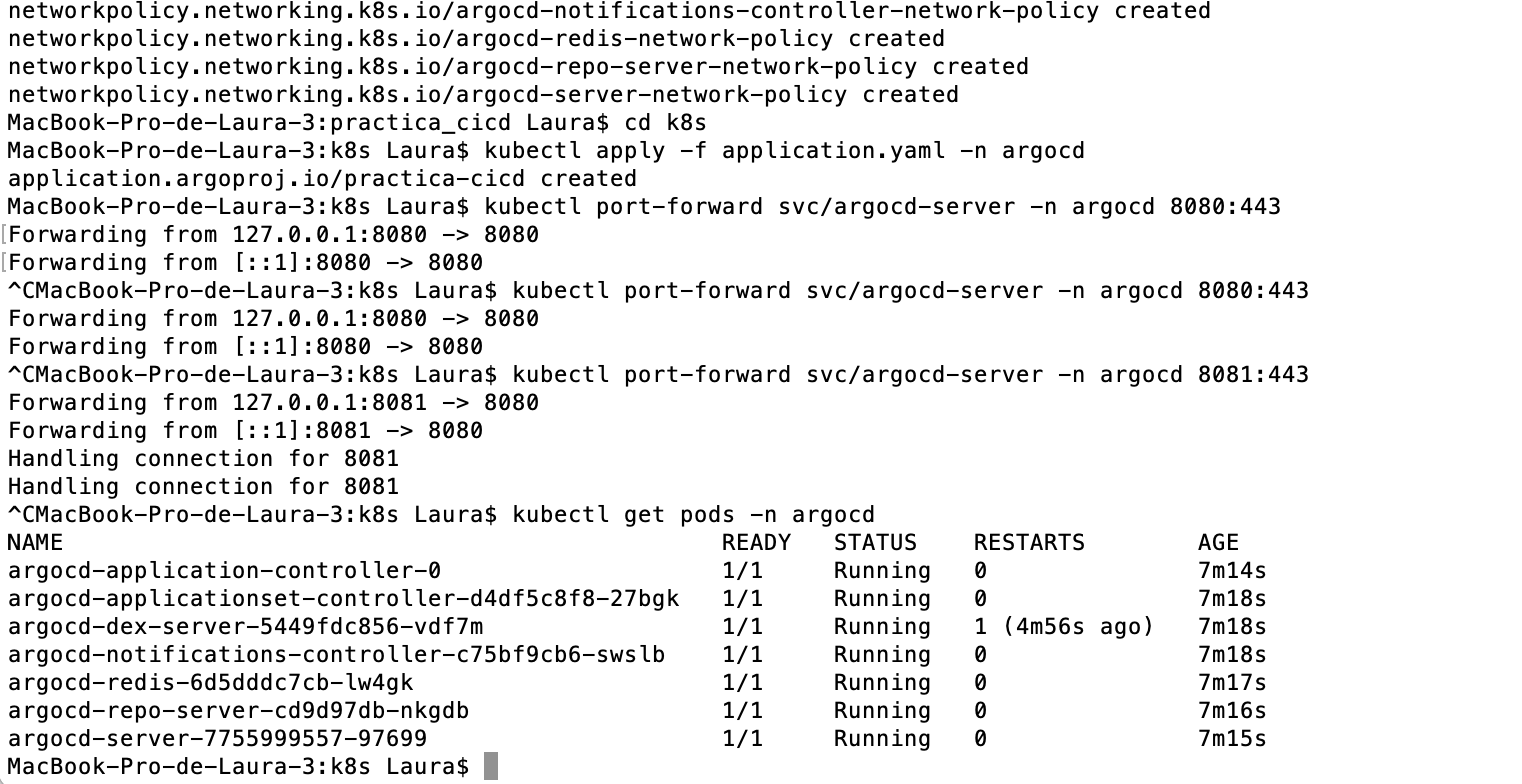 networkpolicy.networking.k8s.io/argocd-notifications-controller-network-policy created
networkpolicy.networking.k8s.io/argocd-redis-network-policy created
networkpolicy.networking.k8s.io/argocd-repo-server-network-policy created
networkpolicy.networking.k8s.io/argocd-server-network-policy created
MacBook-Pro-de-Laura-3:practica_cicd Laura$ cd k8s
MacBook-Pro-de-Laura-3:k8s Laura$ kubectl apply -f application.yaml -n argocd
application.argoproj.io/practica-cicd created
MacBook-Pro-de-Laura-3:k8s Laura$ kubectl port-forward svc/argocd-server -n argocd 8080:443
[Forwarding from 127.0.0.1:8080 -> 8080
[Forwarding from [::1]:8080 -> 8080
^CMacBook-Pro-de-Laura-3:k8s Laura$ kubectl port-forward svc/argocd-server -n argocd 8080:443
Forwarding from 127.0.0.1:8080 -> 8080
Forwarding from [::1]:8080 -> 8080
^CMacBook-Pro-de-Laura-3:k8s Laura$ kubectl port-forward svc/argocd-server -n argocd 8081:443
Forwarding from 127.0.0.1:8081 -> 8080
Forwarding from [::1]:8081 -> 8080
Handling connection for 8081
Handling connection for 8081
^CMacBook-Pro-de-Laura-3:k8s Laura$ kubectl get pods -n argocd
NAME READY STATUS RESTARTS AGE
argocd-application-controller-0 1/1 Running 0 7m14s
argocd-applicationset-controller-d4df5c8f8-27bgk 1/1 Running 0 7m18s
argocd-dex-server-5449fdc856-vdf7m 1/1 Running 1 (4m56s ago) 7m18s
argocd-notifications-controller-c75bf9cb6-swslb 1/1 Running 0 7m18s
argocd-redis-6d5dddc7cb-lw4gk 1/1 Running 0 7m17s
argocd-repo-server-cd9d97db-nkgdb 1/1 Running 0 7m16s
argocd-server-7755999557-97699 1/1 Running 0 7m15s
MacBook-Pro-de-Laura-3:k8s Laura$